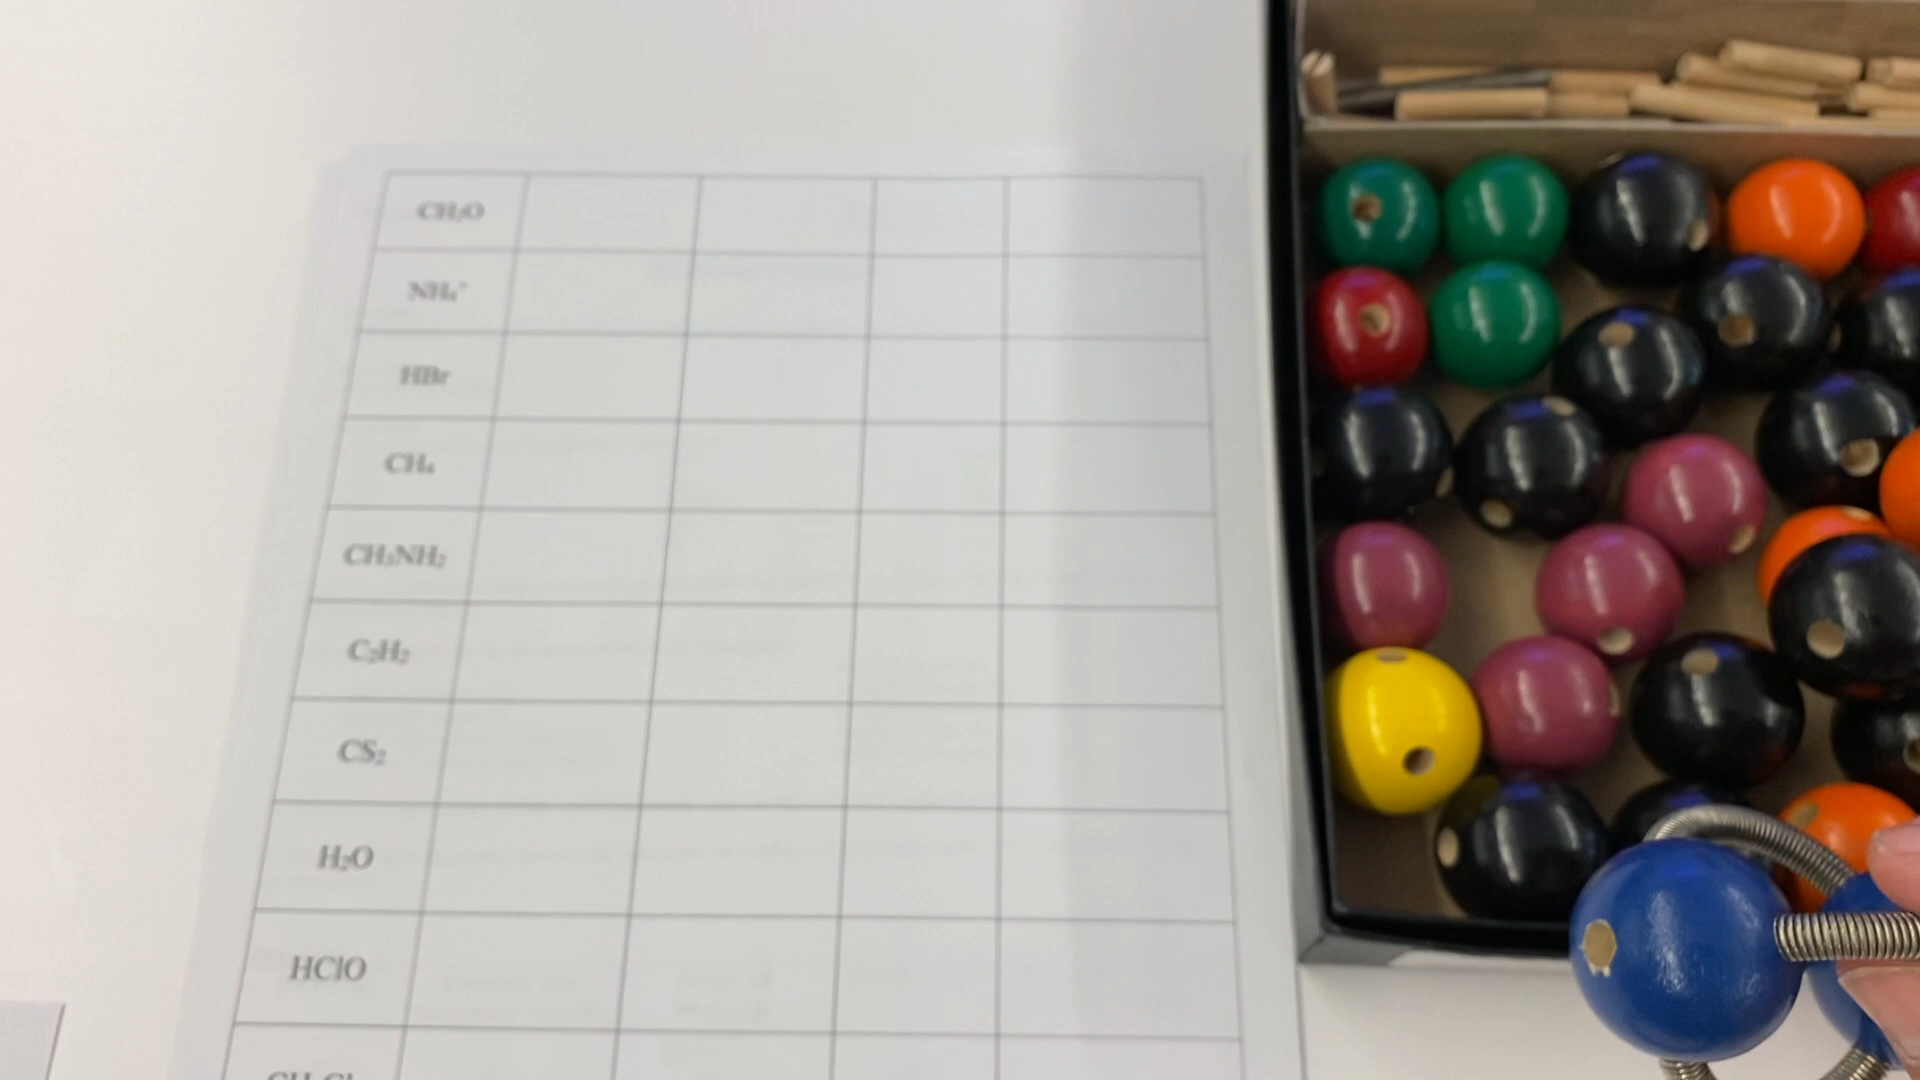 CH₂O
NH₄⁺
HBr
CH₄
CH₃NH₂
C₂H₂
CS₂
H₂O
HClO